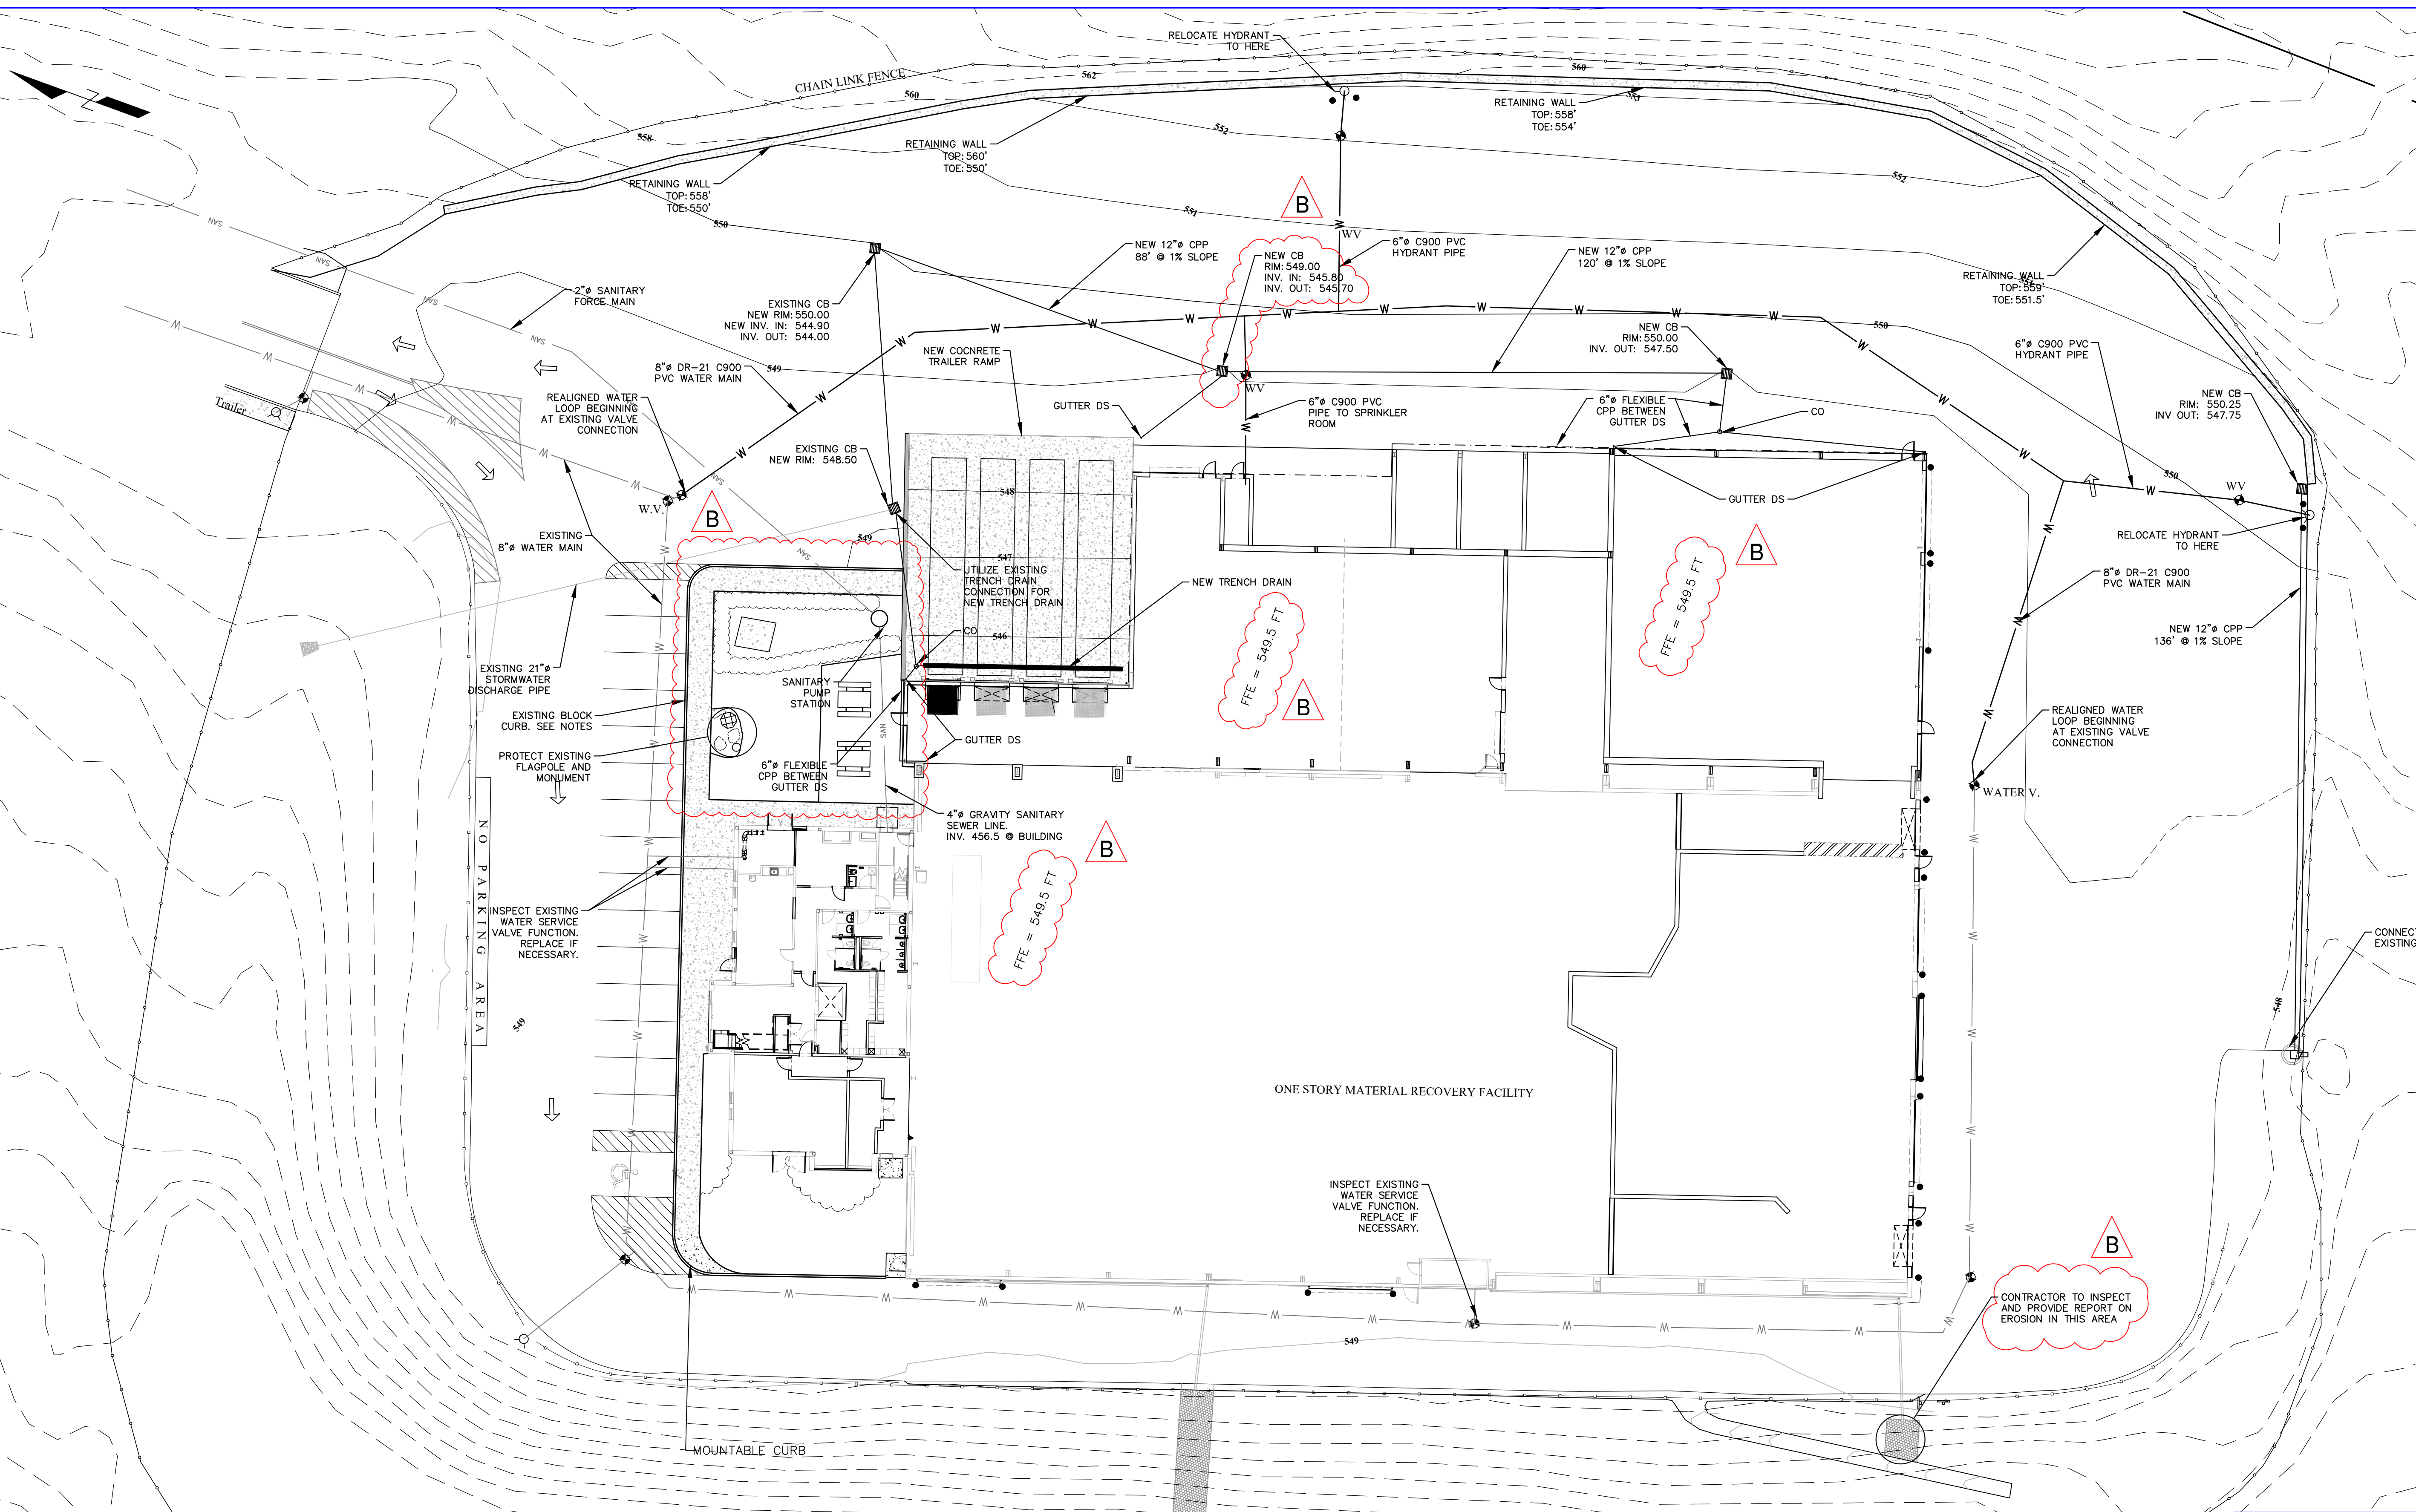 RELOCATE HYDRANT
TO HERE
CHAIN LINK FENCE
562
560
560
558
553
552
552
RETAINING WALL
TOP: 558'
TOE: 554'
RETAINING WALL
TOP: 560'
TOE: 550'
RETAINING WALL
TOP: 558'
TOE: 550'
550
551
B
WV
NEW 12"ø CPP
88' @ 1% SLOPE
NEW CB
RIM: 549.00
INV. IN: 545.80
INV. OUT: 545.70
6"ø C900 PVC
HYDRANT PIPE
NEW 12"ø CPP
120' @ 1% SLOPE
RETAINING WALL
TOP: 559'
TOE: 551.5'
SAN
SAN
SAN
SAN
SAN
SAN
2"ø SANITARY
FORCE MAIN
EXISTING CB
NEW RIM: 550.00
NEW INV. IN: 544.90
INV. OUT: 544.00
NEW COCNRETE
TRAILER RAMP
NEW CB
RIM: 550.00
INV. OUT: 547.50
550
6"ø C900 PVC
HYDRANT PIPE
8"ø DR-21 C900
PVC WATER MAIN
549
WV
NEW CB
RIM: 550.25
INV OUT: 547.75
REALIGNED WATER
LOOP BEGINNING
AT EXISTING VALVE
CONNECTION
GUTTER DS
6"ø C900 PVC
PIPE TO SPRINKLER
ROOM
6"ø FLEXIBLE
CPP BETWEEN
GUTTER DS
CO
Trailer
EXISTING CB
NEW RIM: 548.50
W.V.
B
548
GUTTER DS
550
WV
EXISTING
8"ø WATER MAIN
549
547
B
RELOCATE HYDRANT
TO HERE
UTILIZE EXISTING
TRENCH DRAIN
CONNECTION FOR
NEW TRENCH DRAIN
NEW TRENCH DRAIN
FFE = 549.5 FT
8"ø DR-21 C900
PVC WATER MAIN
CO
546
FFE = 549.5 FT
B
NEW 12"ø CPP
136' @ 1% SLOPE
EXISTING 21"ø
STORMWATER
DISCHARGE PIPE
SANITARY
PUMP
STATION
EXISTING BLOCK
CURB. SEE NOTES
PROTECT EXISTING
FLAGPOLE AND
MONUMENT
SAN
GUTTER DS
6"ø FLEXIBLE
CPP BETWEEN
GUTTER DS
REALIGNED WATER
LOOP BEGINNING
AT EXISTING VALVE
CONNECTION
WATER V.
4"ø GRAVITY SANITARY
SEWER LINE.
INV. 456.5 @ BUILDING
B
FFE = 549.5 FT
NO PARKING AREA
INSPECT EXISTING
WATER SERVICE
VALVE FUNCTION.
REPLACE IF
NECESSARY.
549
CONNECT
EXISTING
548
ONE STORY MATERIAL RECOVERY FACILITY
INSPECT EXISTING
WATER SERVICE
VALVE FUNCTION.
REPLACE IF
NECESSARY.
B
CONTRACTOR TO INSPECT
AND PROVIDE REPORT ON
EROSION IN THIS AREA
549
MOUNTABLE CURB